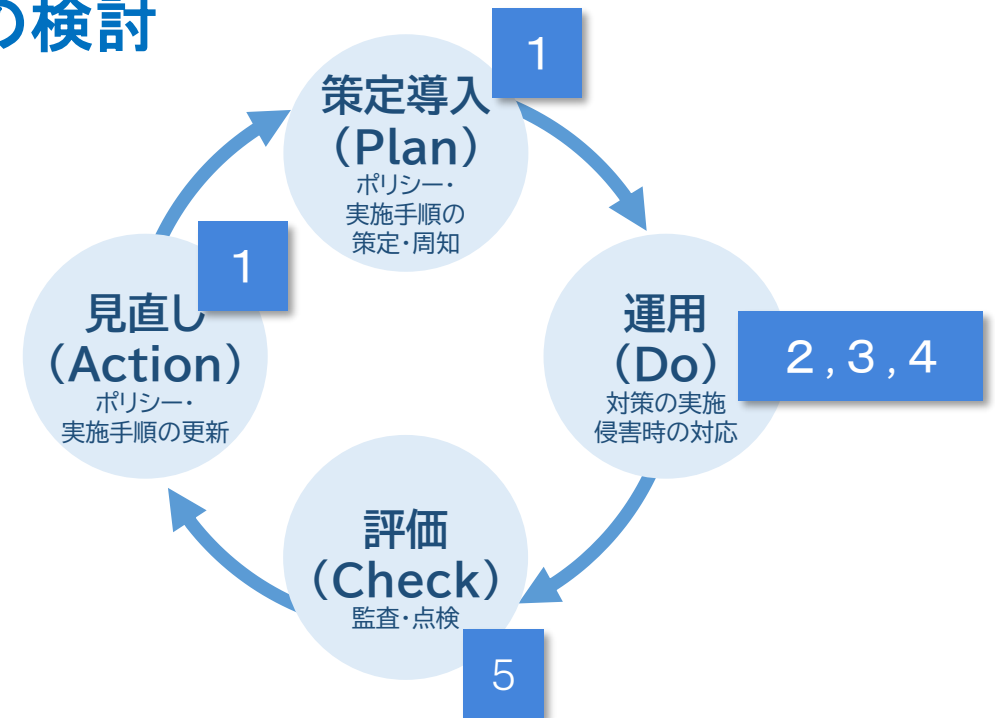 の検討
1
策定導入
(Plan)
ポリシー・
実施手順の
策定・周知
1
見直し
(Action)
ポリシー・
実施手順の更新
運用
(Do)
対策の実施
侵害時の対応
2,3,4
評価
(Check)
監査・点検
5